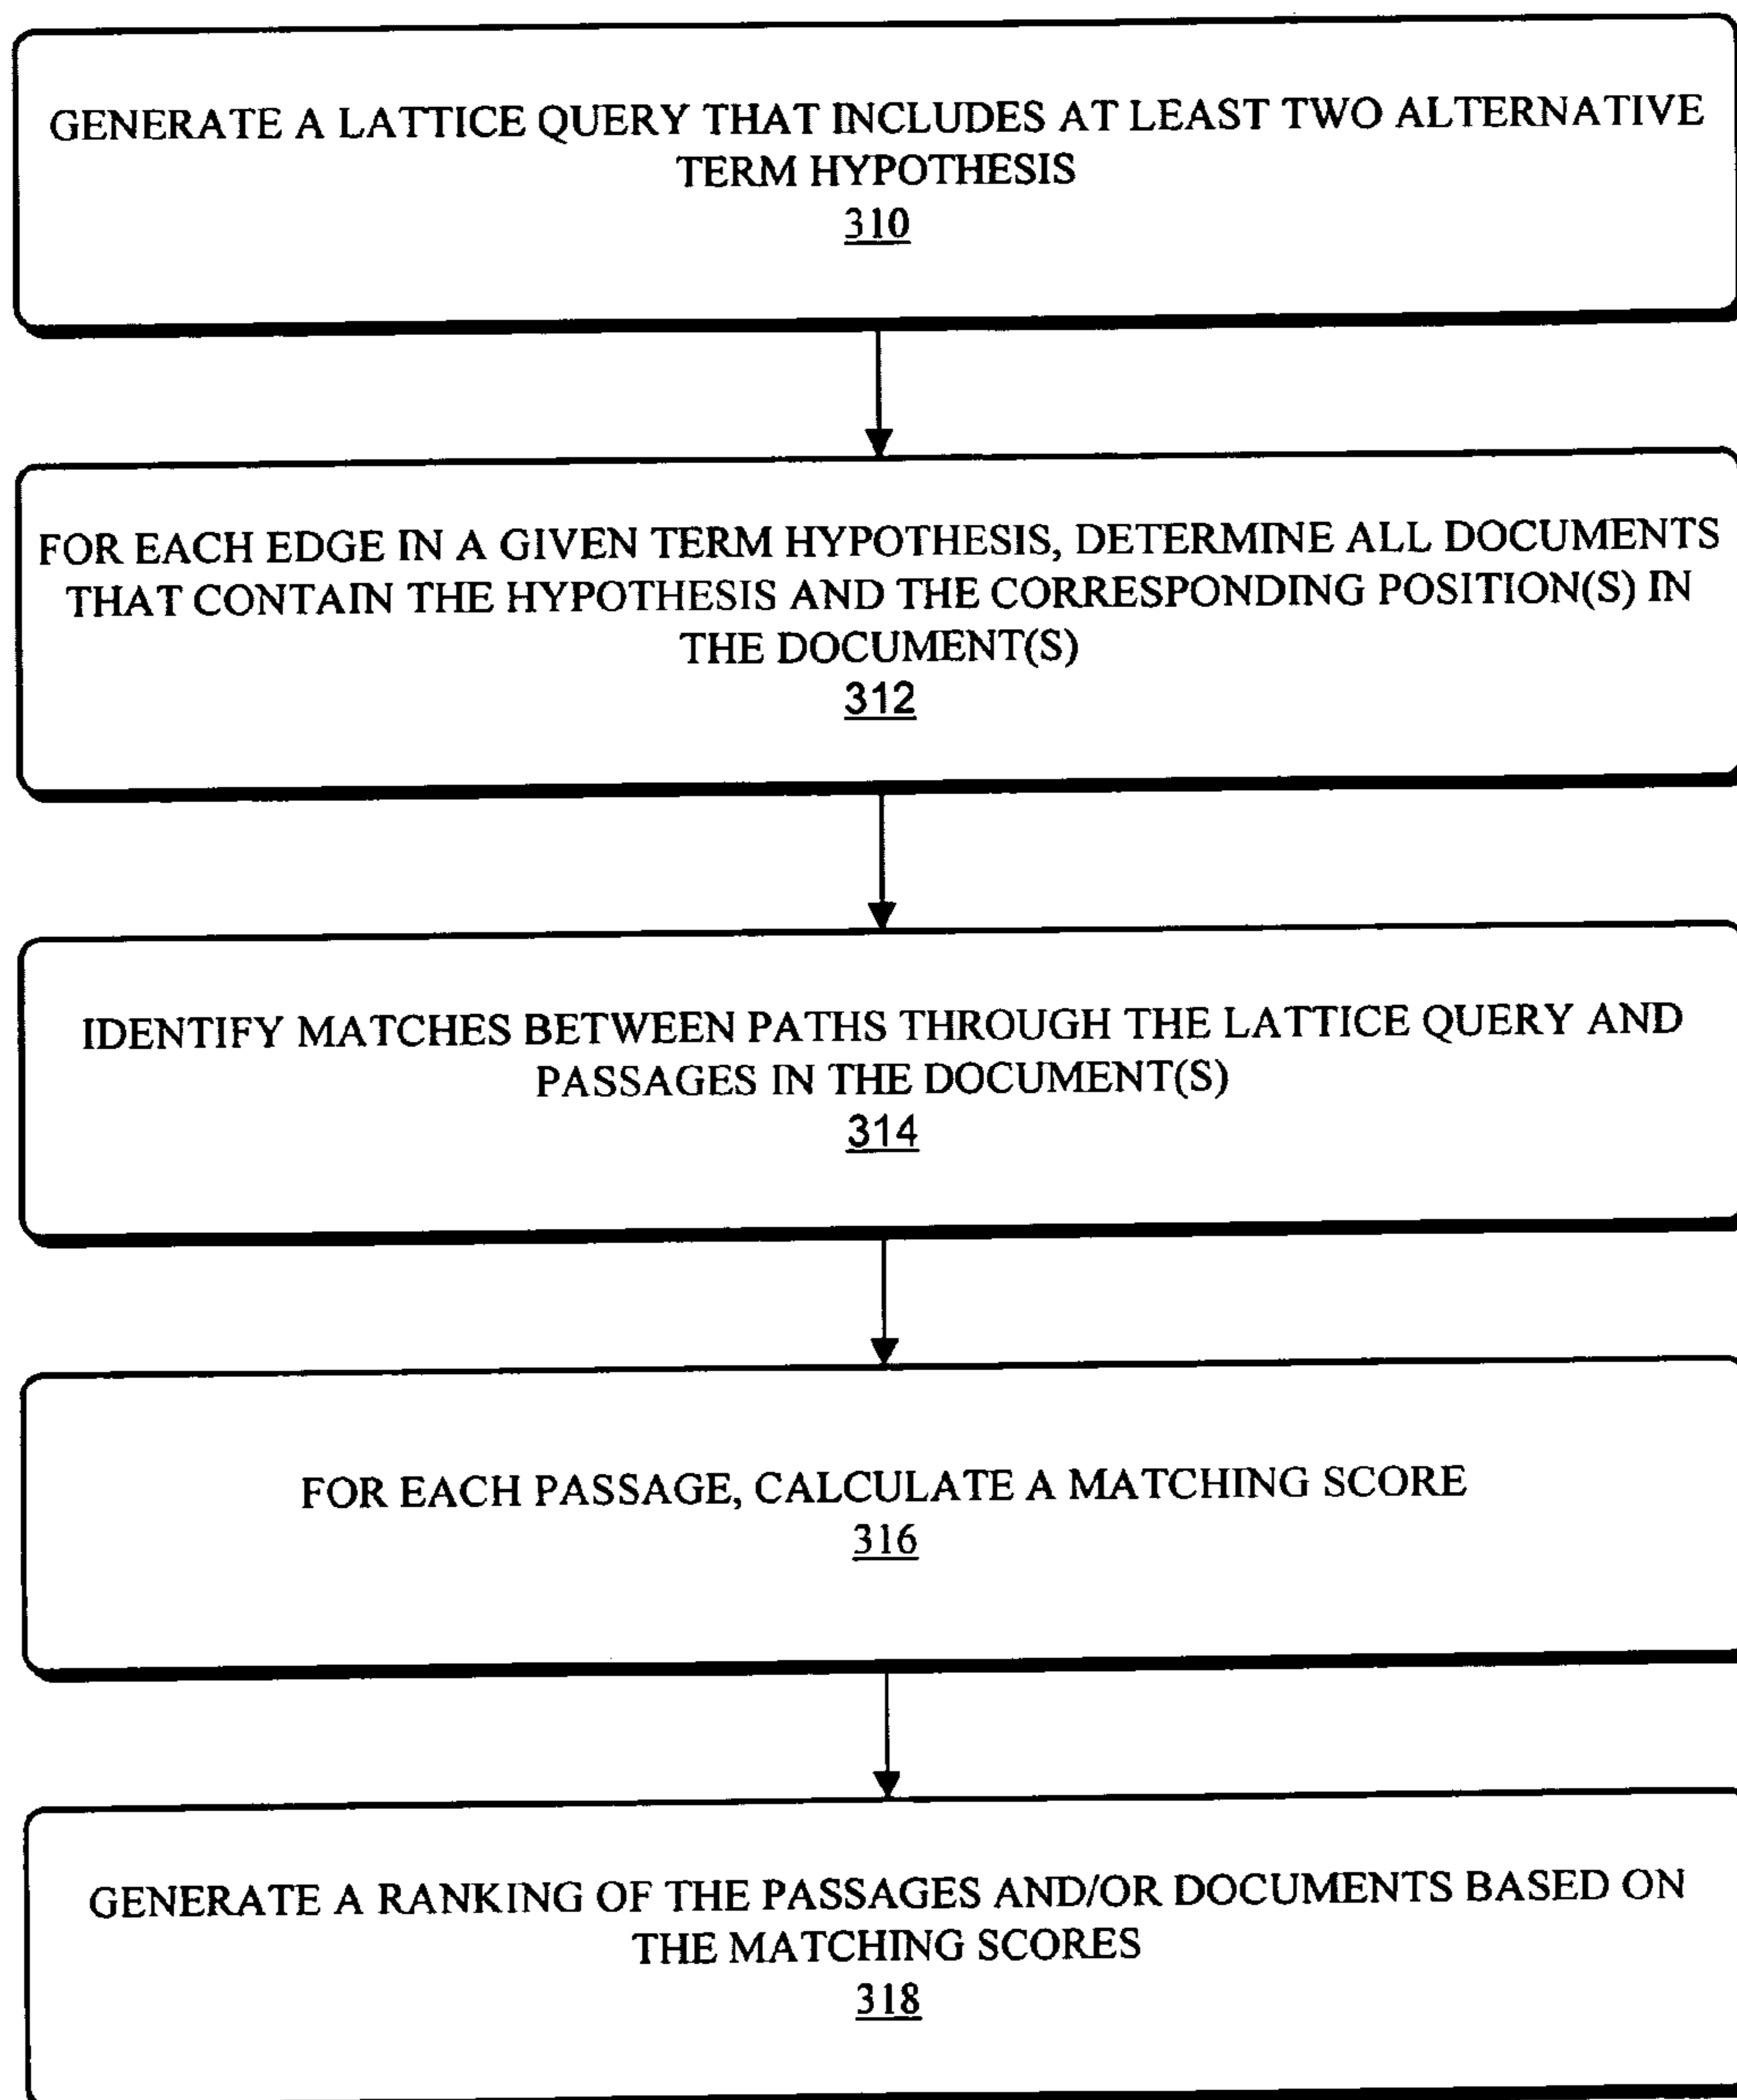 GENERATE A LATTICE QUERY THAT INCLUDES AT LEAST TWO ALTERNATIVE
TERM HYPOTHESIS
310
FOR EACH EDGE IN A GIVEN TERM HYPOTHESIS, DETERMINE ALL DOCUMENTS
THAT CONTAIN THE HYPOTHESIS AND THE CORRESPONDING POSITION(S) IN
THE DOCUMENT(S)
312
IDENTIFY MATCHES BETWEEN PATHS THROUGH THE LATTICE QUERY AND
PASSAGES IN THE DOCUMENT(S)
314
FOR EACH PASSAGE, CALCULATE A MATCHING SCORE
316
GENERATE A RANKING OF THE PASSAGES AND/OR DOCUMENTS BASED ON
THE MATCHING SCORES
318